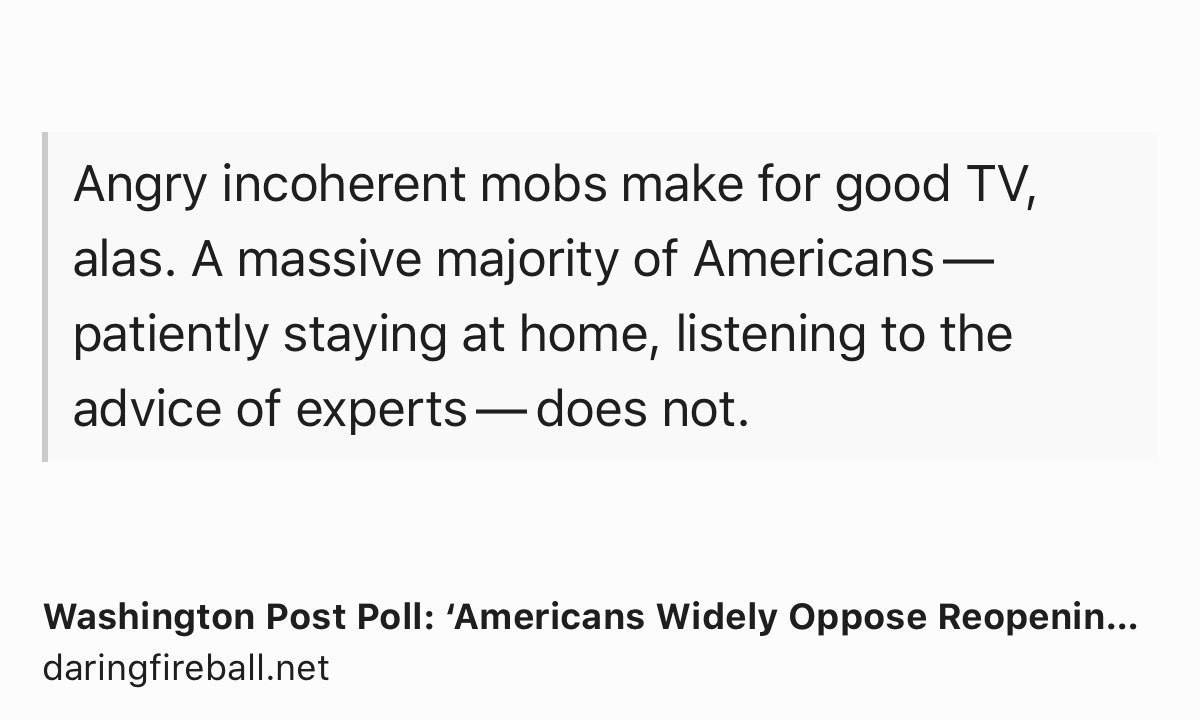 Angry incoherent mobs make for good TV,
alas. A massive majority of Americans —
patiently staying at home, listening to the
advice of experts — does not.
Washington Post Poll: ‘Americans Widely Oppose Reopenin...
daringfireball.net